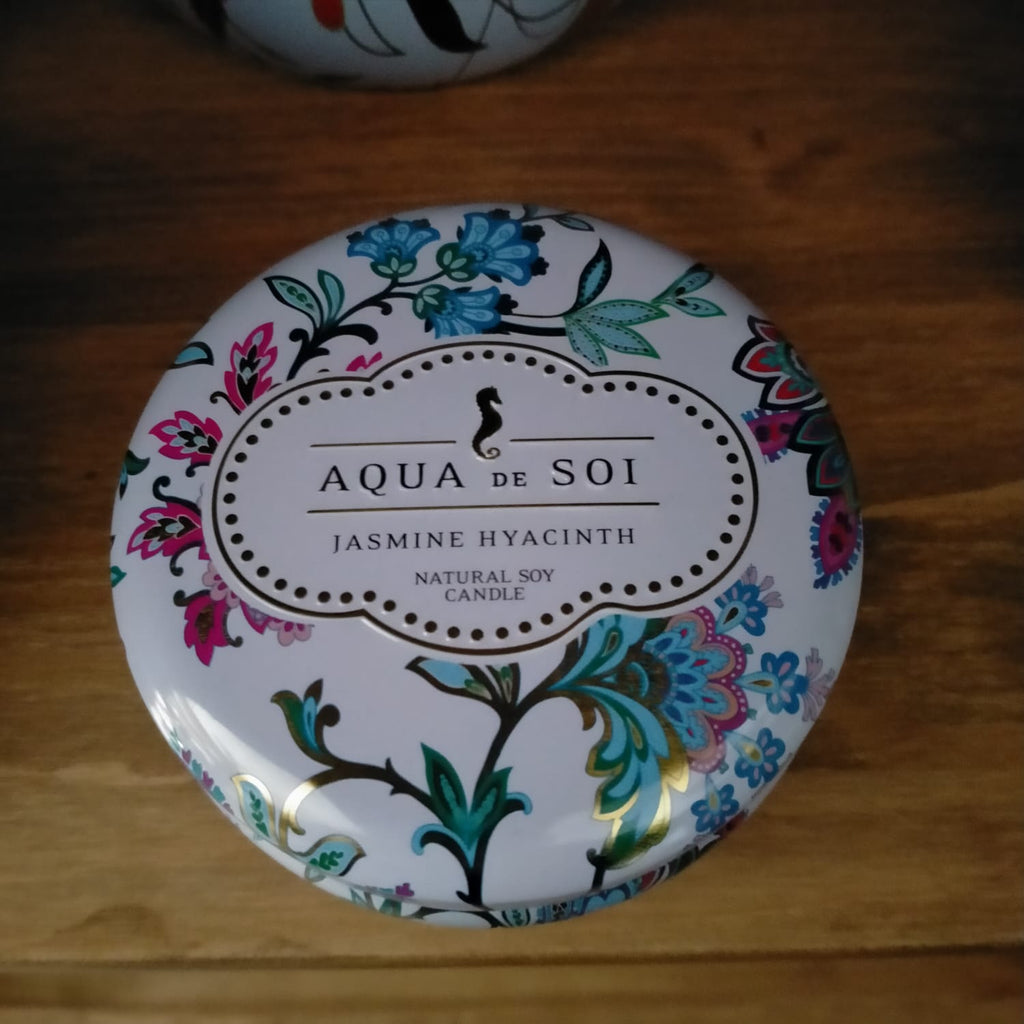 AQUA DE SOI
JASMINE HYACINTH
NATURAL SOY
CANDLE